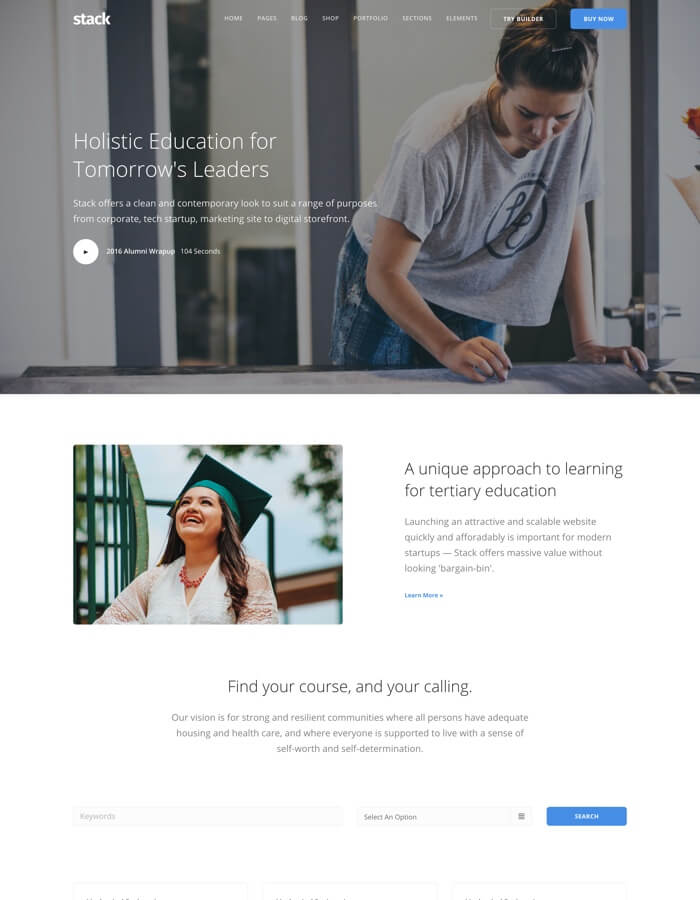 stack
HOME PAGES BLOG SHOP PORTFOLIO SECTIONS ELEMENTS TRY BUILDER BUY NOW
Holistic Education for
Tomorrow's Leaders
Stack offers a clean and contemporary look to suit a range of purposes
from corporate, tech startup, marketing site to digital storefront.
2016 Alumni Wrapup 104 Seconds
A unique approach to learning
for tertiary education
Launching an attractive and scalable website
quickly and afforadably is important for modern
startups — Stack offers massive value without
looking 'bargain-bin'.
Learn More »
Find your course, and your calling.
Our vision is for strong and resilient communities where all persons have adequate
housing and health care, and where everyone is supported to live with a sense of
self-worth and self-determination.
Keywords
Select An Option
SEARCH